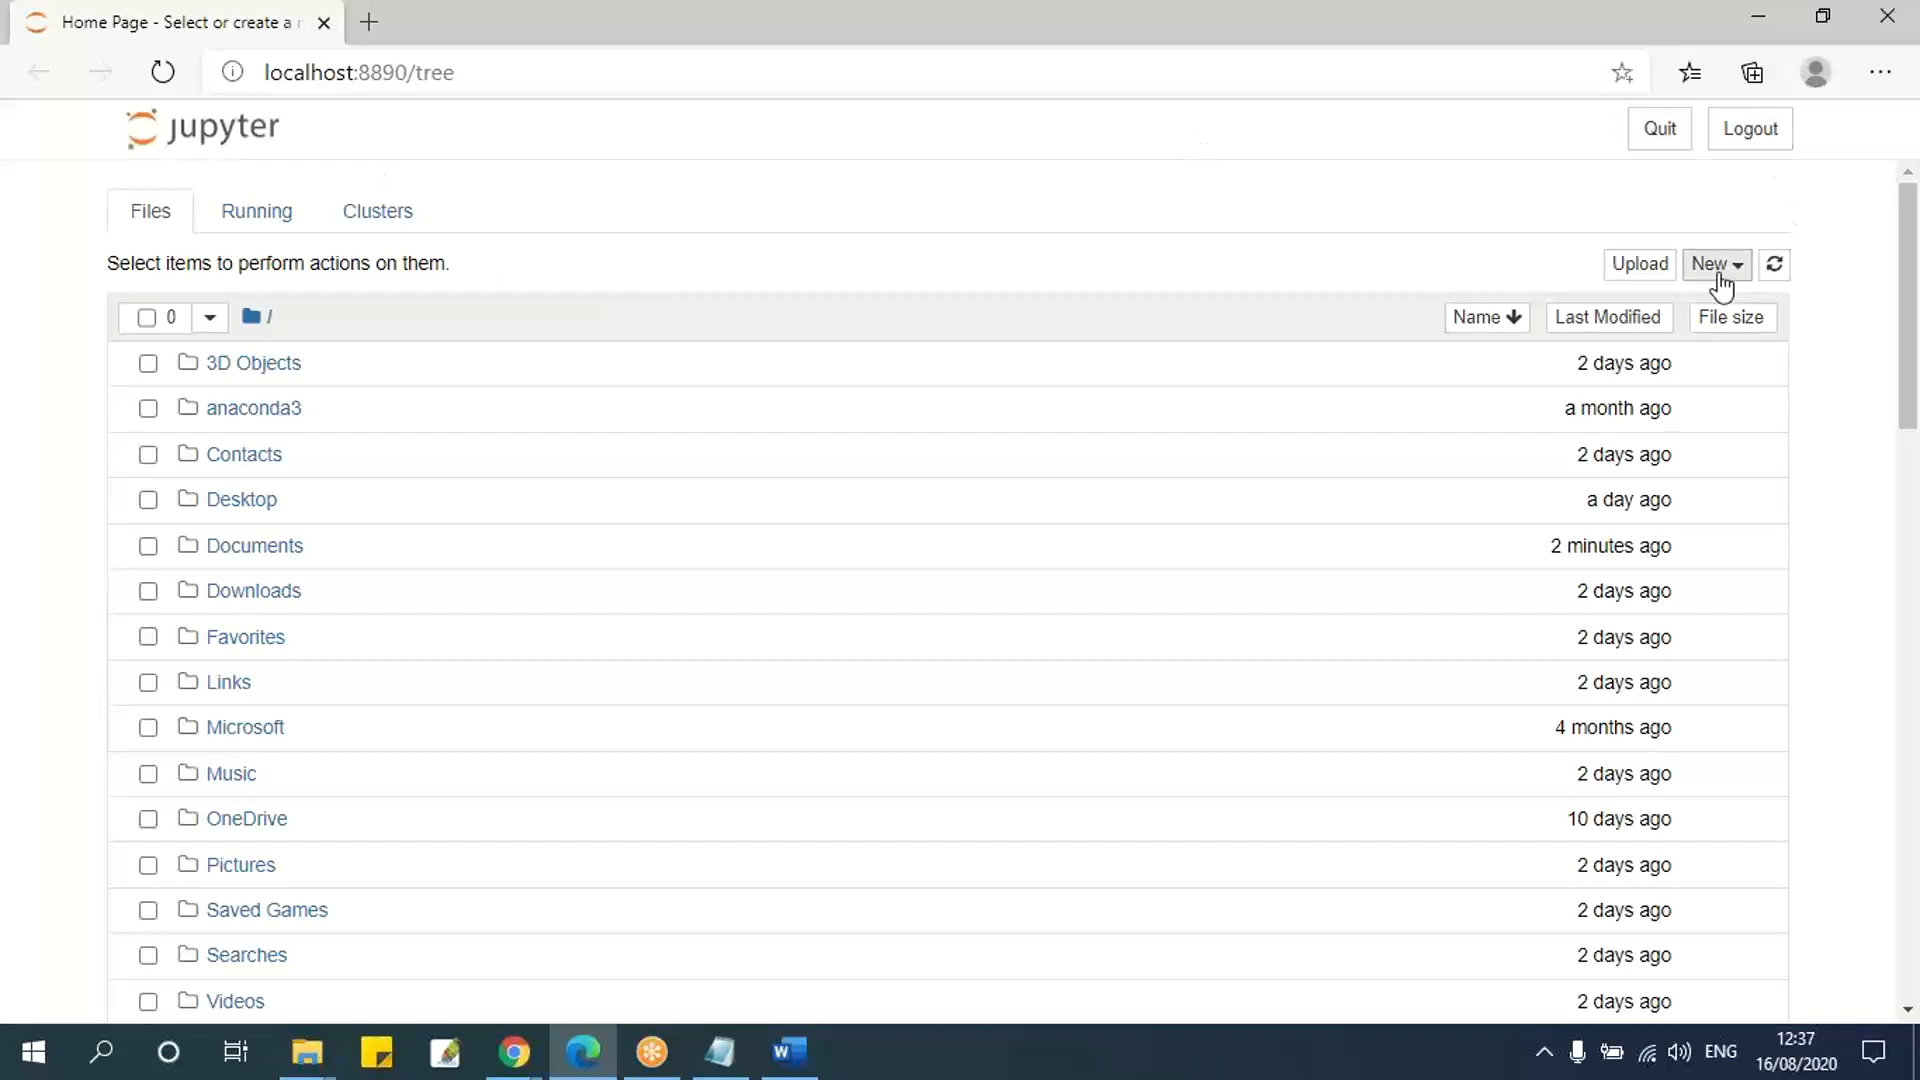 Home Page - Select or create a
localhost:8890/tree
jupyter
Quit
Logout
Files
Running
Clusters
Select items to perform actions on them.
Upload
New
0
/
Name
Last Modified
File size
3D Objects
2 days ago
anaconda3
a month ago
Contacts
2 days ago
Desktop
a day ago
Documents
2 minutes ago
Downloads
2 days ago
Favorites
2 days ago
Links
2 days ago
Microsoft
4 months ago
Music
2 days ago
OneDrive
10 days ago
Pictures
2 days ago
Saved Games
2 days ago
Searches
2 days ago
Videos
2 days ago
ENG
12:37
16/08/2020